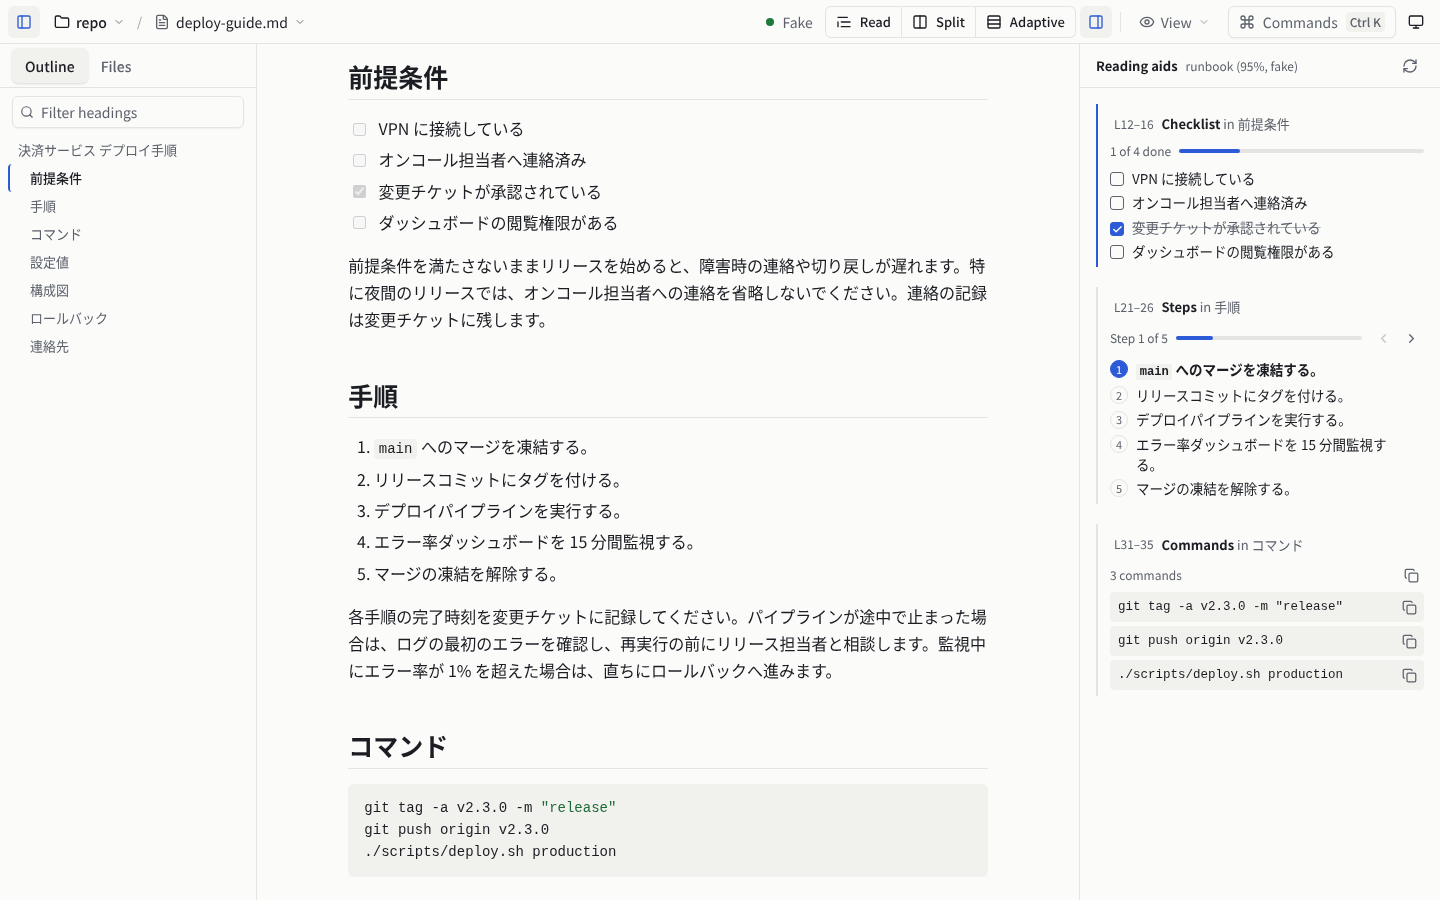 repo / deploy-guide.md
Fake
Read
Split
Adaptive
View
Commands Ctrl K
Outline
Files
Filter headings
決済サービス デプロイ手順
前提条件
手順
コマンド
設定値
構成図
ロールバック
連絡先
前提条件
VPN に接続している
オンコール担当者へ連絡済み
変更チケットが承認されている
ダッシュボードの閲覧権限がある
前提条件を満たさないままリリースを始めると、障害時の連絡や切り戻しが遅れます。特
に夜間のリリースでは、オンコール担当者への連絡を省略しないでください。連絡の記録
は変更チケットに残します。
手順
1. main へのマージを凍結する。
2. リリースコミットにタグを付ける。
3. デプロイパイプラインを実行する。
4. エラー率ダッシュボードを 15 分間監視する。
5. マージの凍結を解除する。
各手順の完了時刻を変更チケットに記録してください。パイプラインが途中で止まった場
合は、ログの最初のエラーを確認し、再実行の前にリリース担当者と相談します。監視中
にエラー率が 1% を超えた場合は、直ちにロールバックへ進みます。
コマンド
git tag -a v2.3.0 -m "release"
git push origin v2.3.0
./scripts/deploy.sh production
Reading aids runbook (95%, fake)
L12–16 Checklist in 前提条件
1 of 4 done
VPN に接続している
オンコール担当者へ連絡済み
変更チケットが承認されている
ダッシュボードの閲覧権限がある
L21–26 Steps in 手順
Step 1 of 5
1 main へのマージを凍結する。
2 リリースコミットにタグを付ける。
3 デプロイパイプラインを実行する。
4 エラー率ダッシュボードを 15 分間監視す
る。
5 マージの凍結を解除する。
L31–35 Commands in コマンド
3 commands
git tag -a v2.3.0 -m "release"
git push origin v2.3.0
./scripts/deploy.sh production